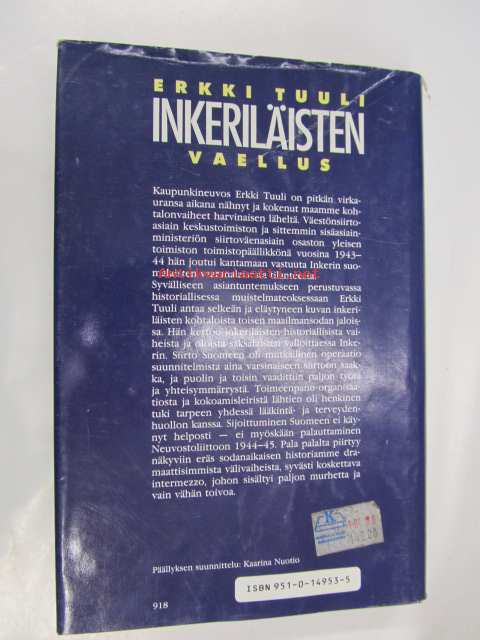 ERKKI TUULI
INKERILÄISTEN
VAELLUS
Kaupunkineuvos Erkki Tuuli on pitkän virka-
uransa aikana nähnyt ja kokenut maamme koh-
talonvaiheet harvinaisen läheltä. Väestönsiirto-
asiain keskustoimiston ja sittemmin sisäasiain-
ministeriön siirtoväenasiain osaston yleisen
toimiston toimistopäällikkönä vuosina 1943–
44 hän joutui kantamaan vastuuta Inkerin suo-
Syvälliseen asiantuntemukseen perustuvassa
historiallisessa muistelmateoksessaan Erkki
Tuuli antaa selkeän ja eläytyneen kuvan inkeri-
läisten kohtaloista toisen maailmansodan jalois-
sa. Hän kertoo inkeriläisten historiallisista vai-
heista ja oloista saksalaisten valloittaessa Inke-
rin. Siirto Suomeen oli mutkallinen operaatio
suunnitelmista aina varsinaiseen siirtoon saak-
ka, ja puolin ja toisin vaadittiin paljon työtä
ja yhteisymmärrystä. Toimeenpano-organisaa-
tiosta ja kokoamisleiristä lähtien oli henkinen
tuki tarpeen yhdessä lääkintä- ja terveyden-
huollon kanssa. Sijoittuminen Suomeen ei käy-
nyt helposti — ei myöskään palauttaminen
Neuvostoliittoon 1944–45. Pala palalta piirtyy
näkyviin eräs sodanaikaisen historiamme dra-
maattisimmista välivaiheista, syvästi koskettava
intermezzo, johon sisältyi paljon murhetta ja
vain vähän toivoa.
K
Päällyksen suunnittelu: Kaarina Nuotio
ISBN 951-0-14953-5
918